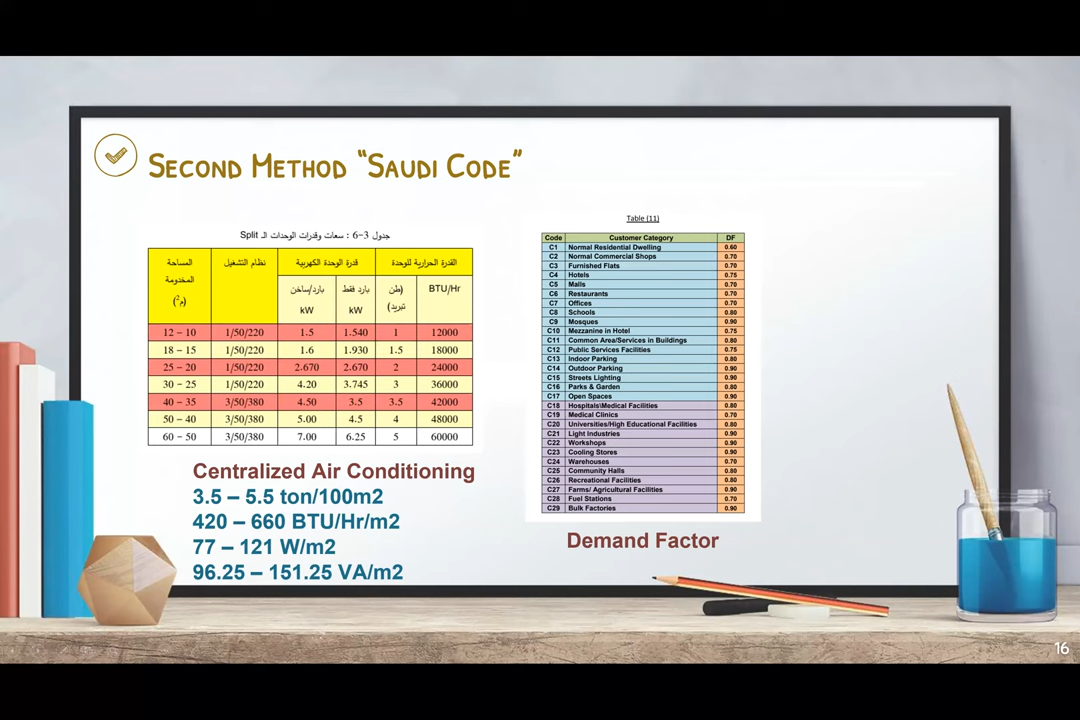 SECOND METHOD "SAUDI CODE"
جدول 3-6 : سعات وقدرات الوحدات الـ Split
المساحة المخدومة (م2) نظام التشغيل قدرة الوحدة الكهربية القدرة الحرارية للوحدة
بارد/ساخن kW بارد فقط kW (طن تبريد) BTU/Hr
12 – 10 1/50/220 1.5 1.540 1 12000
18 – 15 1/50/220 1.6 1.930 1.5 18000
25 – 20 1/50/220 2.670 2.670 2 24000
30 – 25 1/50/220 4.20 3.745 3 36000
40 – 35 3/50/380 4.50 3.5 3.5 42000
50 – 40 3/50/380 5.00 4.5 4 48000
60 – 50 3/50/380 7.00 6.25 5 60000
Centralized Air Conditioning
3.5 – 5.5 ton/100m2
420 – 660 BTU/Hr/m2
77 – 121 W/m2
96.25 – 151.25 VA/m2
Table (11)
Code Customer Category DF
C1 Normal Residential Dwelling 0.60
C2 Normal Commercial Shops 0.70
C3 Furnished Flats 0.70
C4 Hotels 0.75
C5 Malls 0.70
C6 Restaurants 0.70
C7 Offices 0.70
C8 Schools 0.80
C9 Mosques 0.90
C10 Mezzanine in Hotel 0.75
C11 Common Area/Services in Buildings 0.80
C12 Public Services Facilities 0.75
C13 Indoor Parking 0.80
C14 Outdoor Parking 0.90
C15 Streets Lighting 0.90
C16 Parks & Garden 0.80
C17 Open Spaces 0.90
C18 Hospitals\Medical Facilities 0.80
C19 Medical Clinics 0.70
C20 Universities/High Educational Facilities 0.80
C21 Light Industries 0.90
C22 Workshops 0.90
C23 Cooling Stores 0.90
C24 Warehouses 0.70
C25 Community Halls 0.80
C26 Recreational Facilities 0.80
C27 Farms/ Agricultural Facilities 0.90
C28 Fuel Stations 0.70
C29 Bulk Factories 0.90
Demand Factor
16